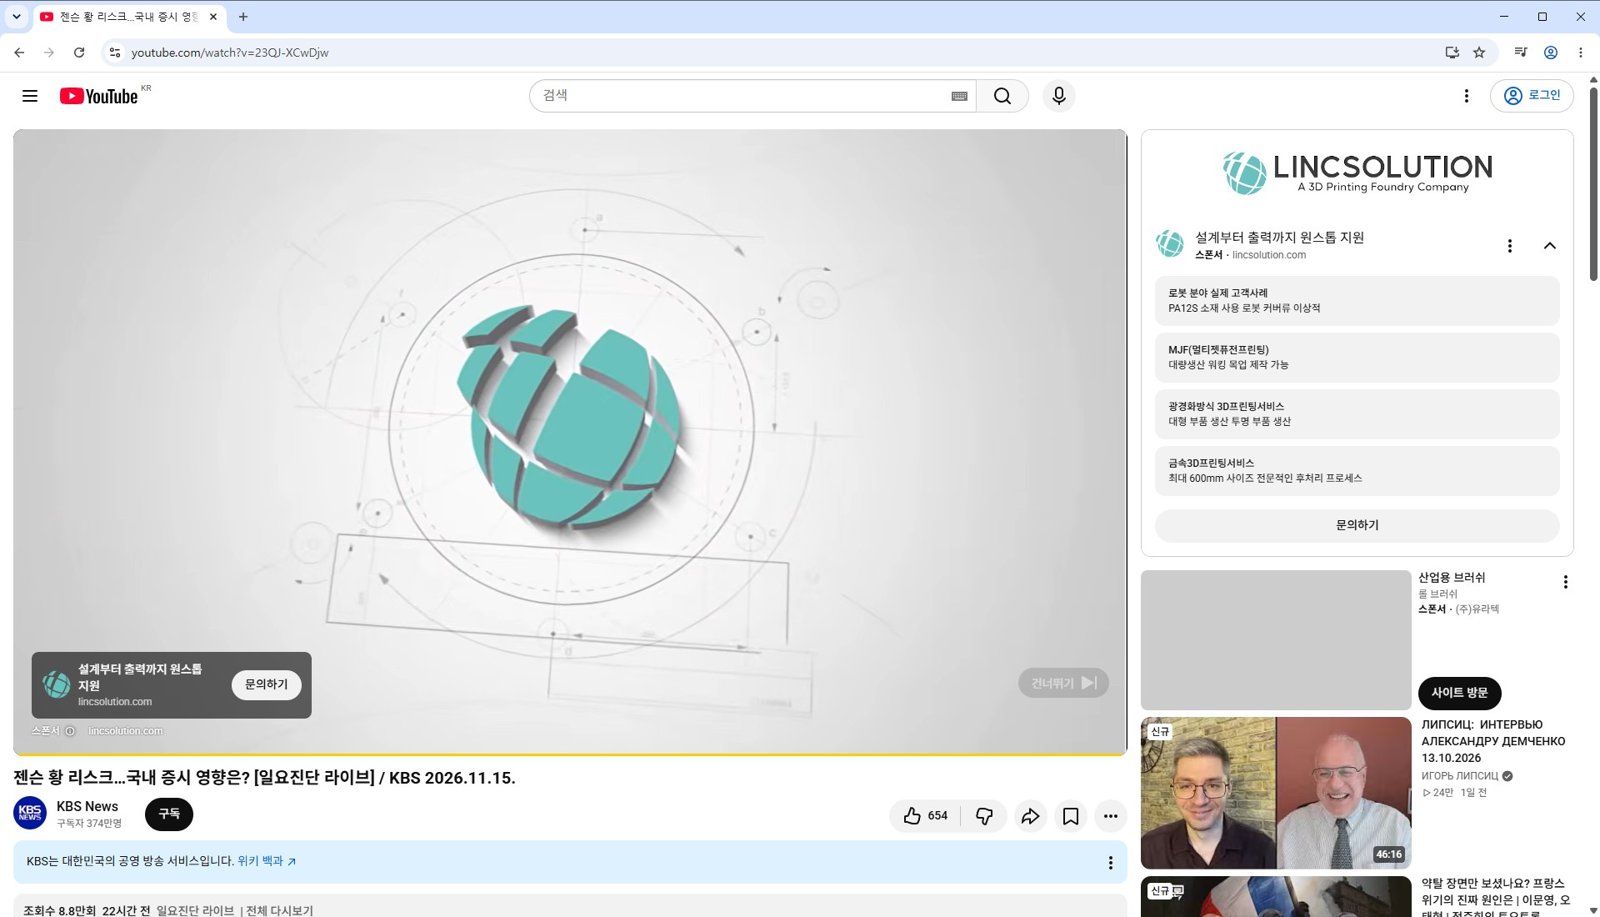 젠슨 황 리스크…국내 증시 영향
youtube.com/watch?v=23QJ-XCwDjw
YouTube KR
검색
로그인
a
b
c
d
설계부터 출력까지 원스톱
지원
lincsolution.com
문의하기
스폰서
lincsolution.com
건너뛰기
젠슨 황 리스크…국내 증시 영향은? [일요진단 라이브] / KBS 2026.11.15.
KBS NEWS
KBS News
구독자 374만명
구독
654
KBS는 대한민국의 공영 방송 서비스입니다. 위키 백과
조회수 8.8만회 22시간 전 일요진단 라이브 | 전체 다시보기
LINCSOLUTION
A 3D Printing Foundry Company
설계부터 출력까지 원스톱 지원
스폰서 · lincsolution.com
로봇 분야 실제 고객사례
PA12S 소재 사용 로봇 커버류 이상적
MJF(멀티젯퓨전프린팅)
대량생산 워킹 목업 제작 가능
광경화방식 3D프린팅서비스
대형 부품 생산 투명 부품 생산
금속3D프린팅서비스
최대 600mm 사이즈 전문적인 후처리 프로세스
문의하기
산업용 브러쉬
롤 브러쉬
스폰서 · (주)유라텍
사이트 방문
신규
46:16
ЛИПСИЦ: ИНТЕРВЬЮ
АЛЕКСАНДРУ ДЕМЧЕНКО
13.10.2026
ИГОРЬ ЛИПСИЦ
24만 1일 전
신규
약탈 장면만 보셨나요? 프랑스
위기의 진짜 원인은 | 이문영, 오